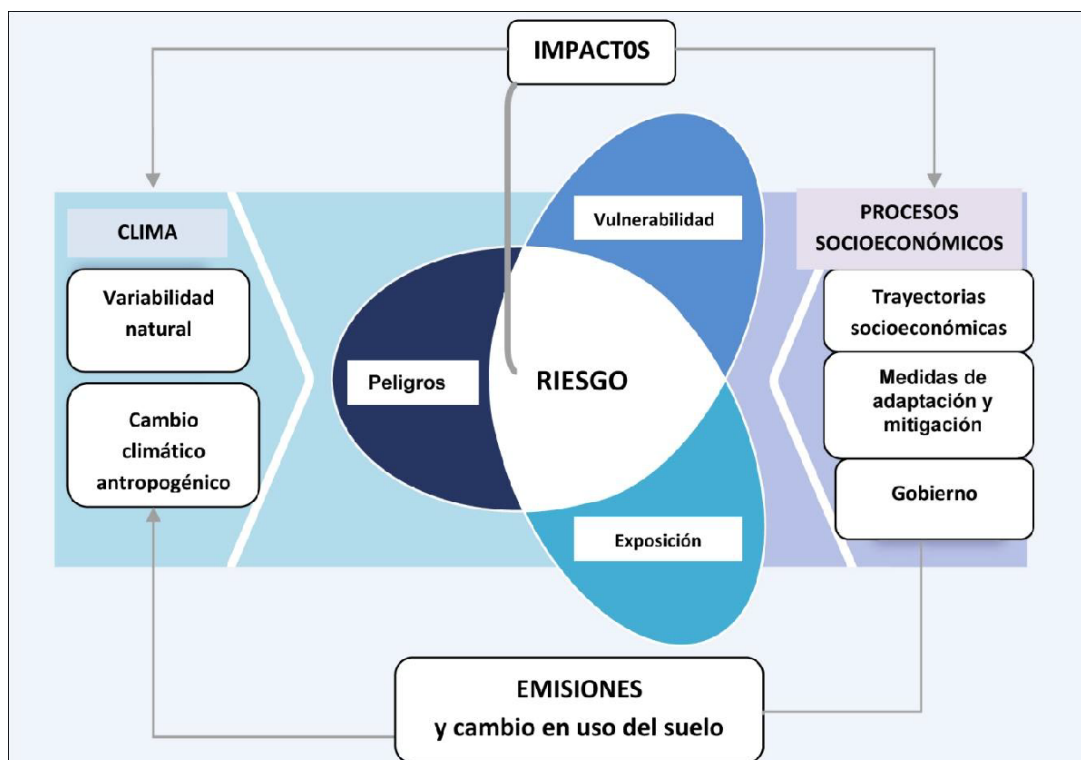 IMPACT0S
Vulnerabilidad
CLIMA
PROCESOS
SOCIOECONÓMICOS
Variabilidad
natural
Trayectorias
socioeconómicas
Peligros
RIESGO
Medidas de
adaptación y
mitigación
Cambio
climático
antropogénico
Gobierno
Exposición
EMISIONES
y cambio en uso del suelo